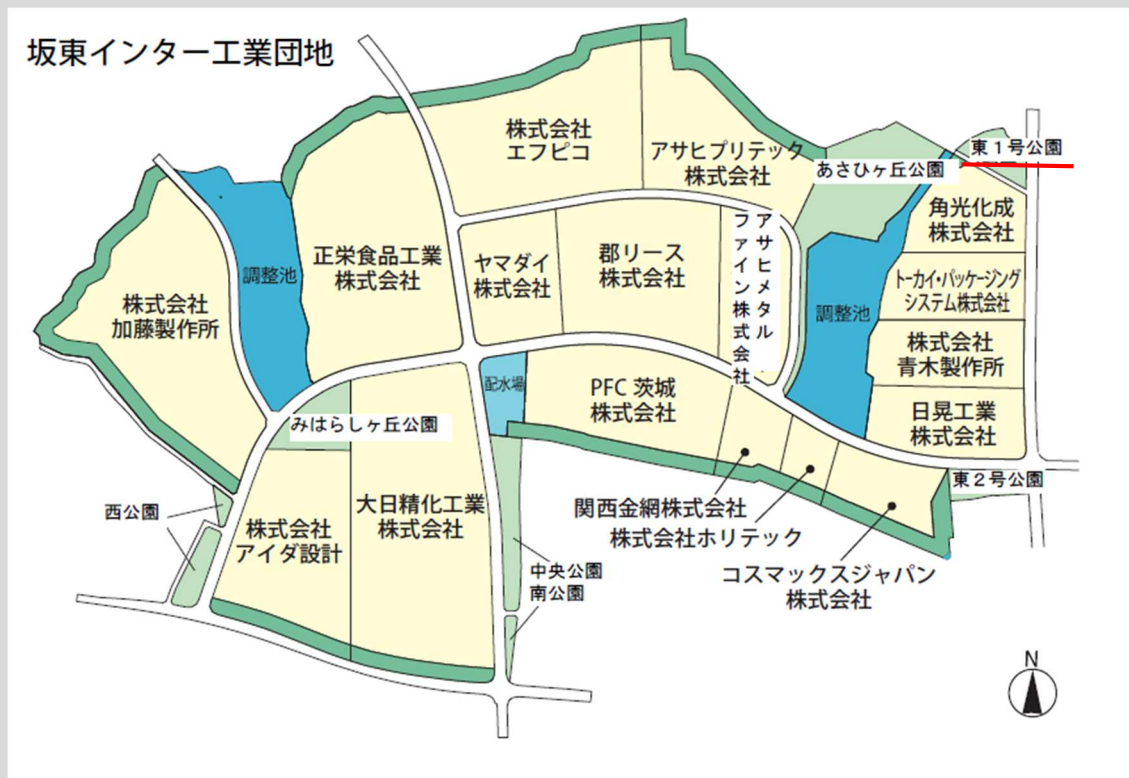 坂東インター工業団地
株式会社
エフピコ
アサヒプリテック
株式会社
東１号公園
あさひヶ丘公園
角光化成
株式会社
正栄食品工業
株式会社
ヤマダイ
株式会社
郡リース
株式会社
アサヒメタル
ファイン株式会社
調整池
調整池
トーカイ・パッケージング
システム株式会社
株式会社
加藤製作所
株式会社
青木製作所
配水場
PFC 茨城
株式会社
日晃工業
株式会社
みはらしヶ丘公園
東２号公園
西公園
株式会社
アイダ設計
大日精化工業
株式会社
関西金網株式会社
株式会社ホリテック
コスマックスジャパン
株式会社
中央公園
南公園
N